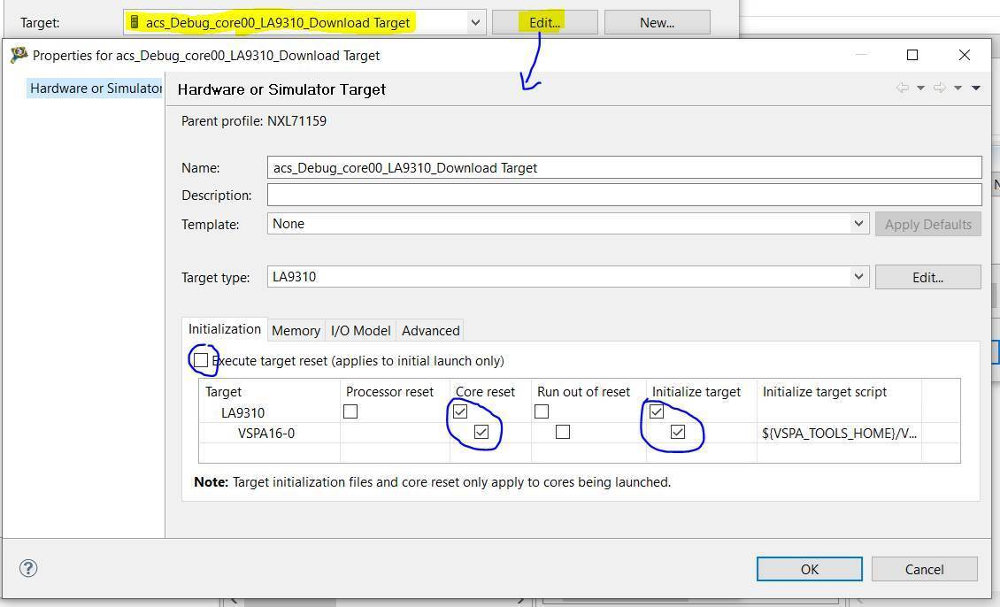 Target: acs_Debug_core00_LA9310_Download Target Edit... New...
Properties for acs_Debug_core00_LA9310_Download Target
Hardware or Simulator Hardware or Simulator Target
Parent profile: NXL71159
Name: acs_Debug_core00_LA9310_Download Target
Description:
Template: None Apply Defaults
Target type: LA9310 Edit...
Initialization Memory I/O Model Advanced
Execute target reset (applies to initial launch only)
Target Processor reset Core reset Run out of reset Initialize target Initialize target script
LA9310
VSPA16-0 ${VSPA_TOOLS_HOME}/V...
Note: Target initialization files and core reset only apply to cores being launched.
? OK Cancel